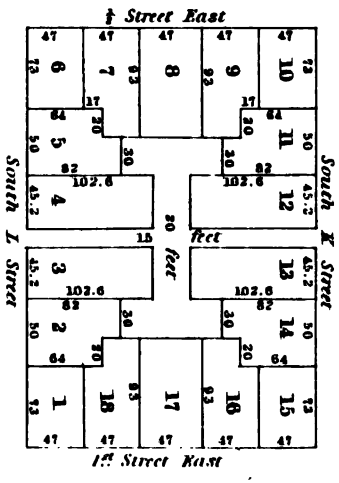 ½ Street East
47 47 47 47 47
73 6 7 93 8 93 9 10 73
64 17 17 64
20 20
50 5 30 30 11 50
82 82
102.6 102.6
45.2 4 12 45.2
South L Street
South K Street
15 feet
20 feet
45.2 3 13 45.2
102.6 102.6
82 82
50 2 30 30 14 50
64 20 20 64
73 1 18 93 17 93 16 15 73
47 47 47 47 47
1st Street East